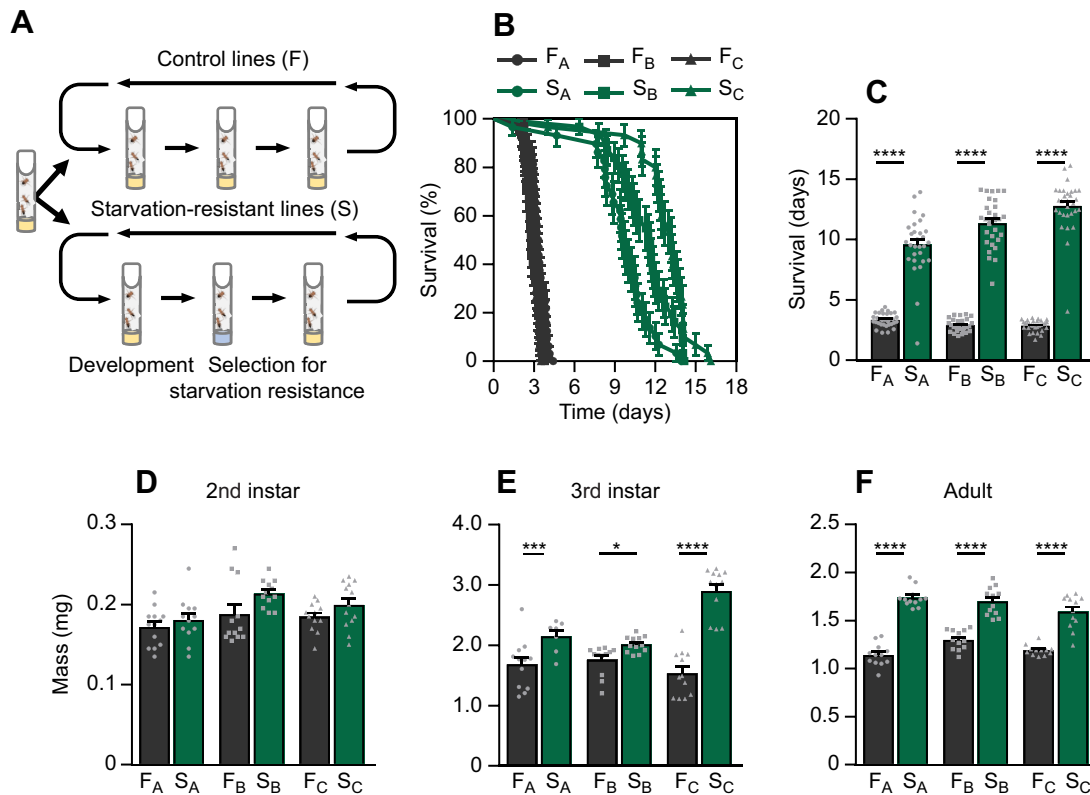 A
Control lines (F)
Starvation-resistant lines (S)
Development
Selection for
starvation resistance
B
F_A F_B F_C
S_A S_B S_C
Survival (%)
100
80
60
40
20
0
0 3 6 9 12 15 18
Time (days)
C
Survival (days)
20
15
10
5
0
**** **** ****
F_A S_A F_B S_B F_C S_C
D
2nd instar
Mass (mg)
0.3
0.2
0.1
0
F_A S_A F_B S_B F_C S_C
E
3rd instar
4.0
3.0
2.0
1.0
0
*** * ****
F_A S_A F_B S_B F_C S_C
F
Adult
2.5
2.0
1.5
1.0
0.5
0
**** **** ****
F_A S_A F_B S_B F_C S_C